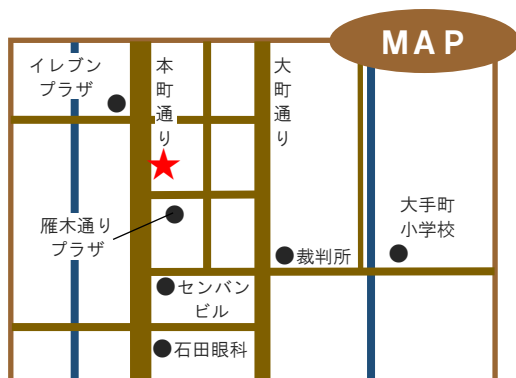 MAP
イレブン
プラザ
本町通り
大町通り
雁木通り
プラザ
大手町
小学校
裁判所
センバン
ビル
石田眼科